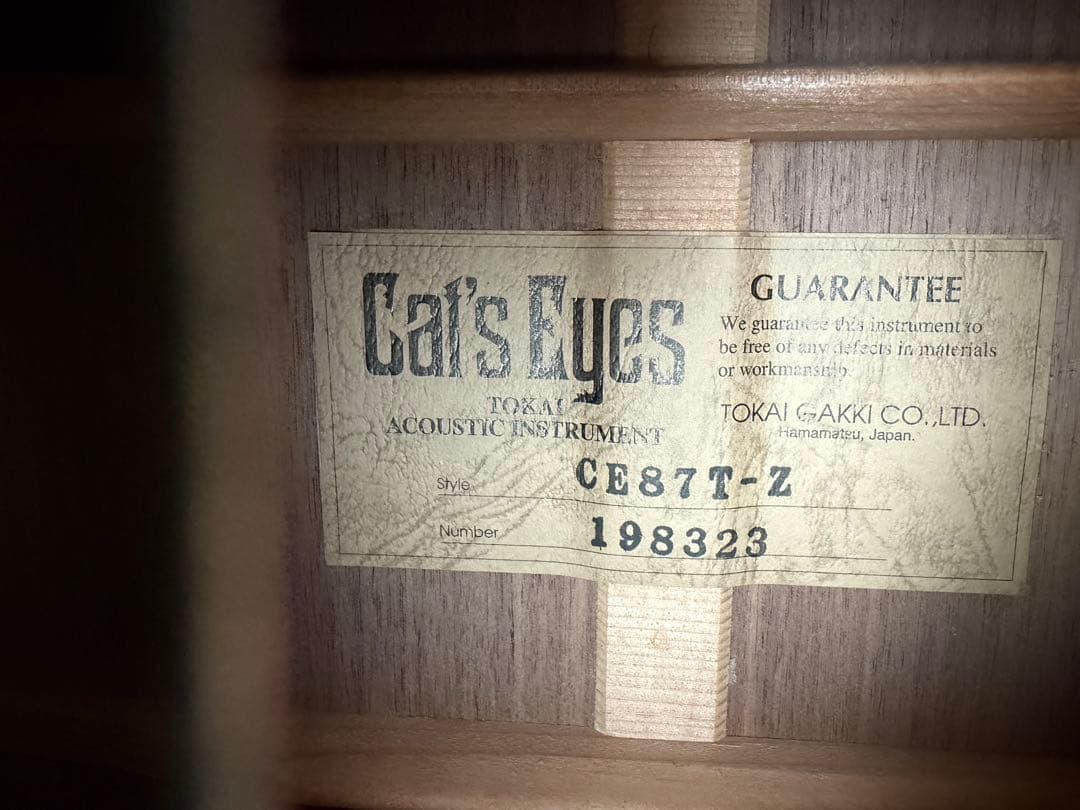 Cat's Eyes
TOKAI
ACOUSTIC INSTRUMENT
GUARANTEE
We guarantee this instrument to
be free of any defects in materials
or workmanship.
TOKAI GAKKI CO.,LTD.
Hamamatsu, Japan.
Style CE87T-Z
Number 198323